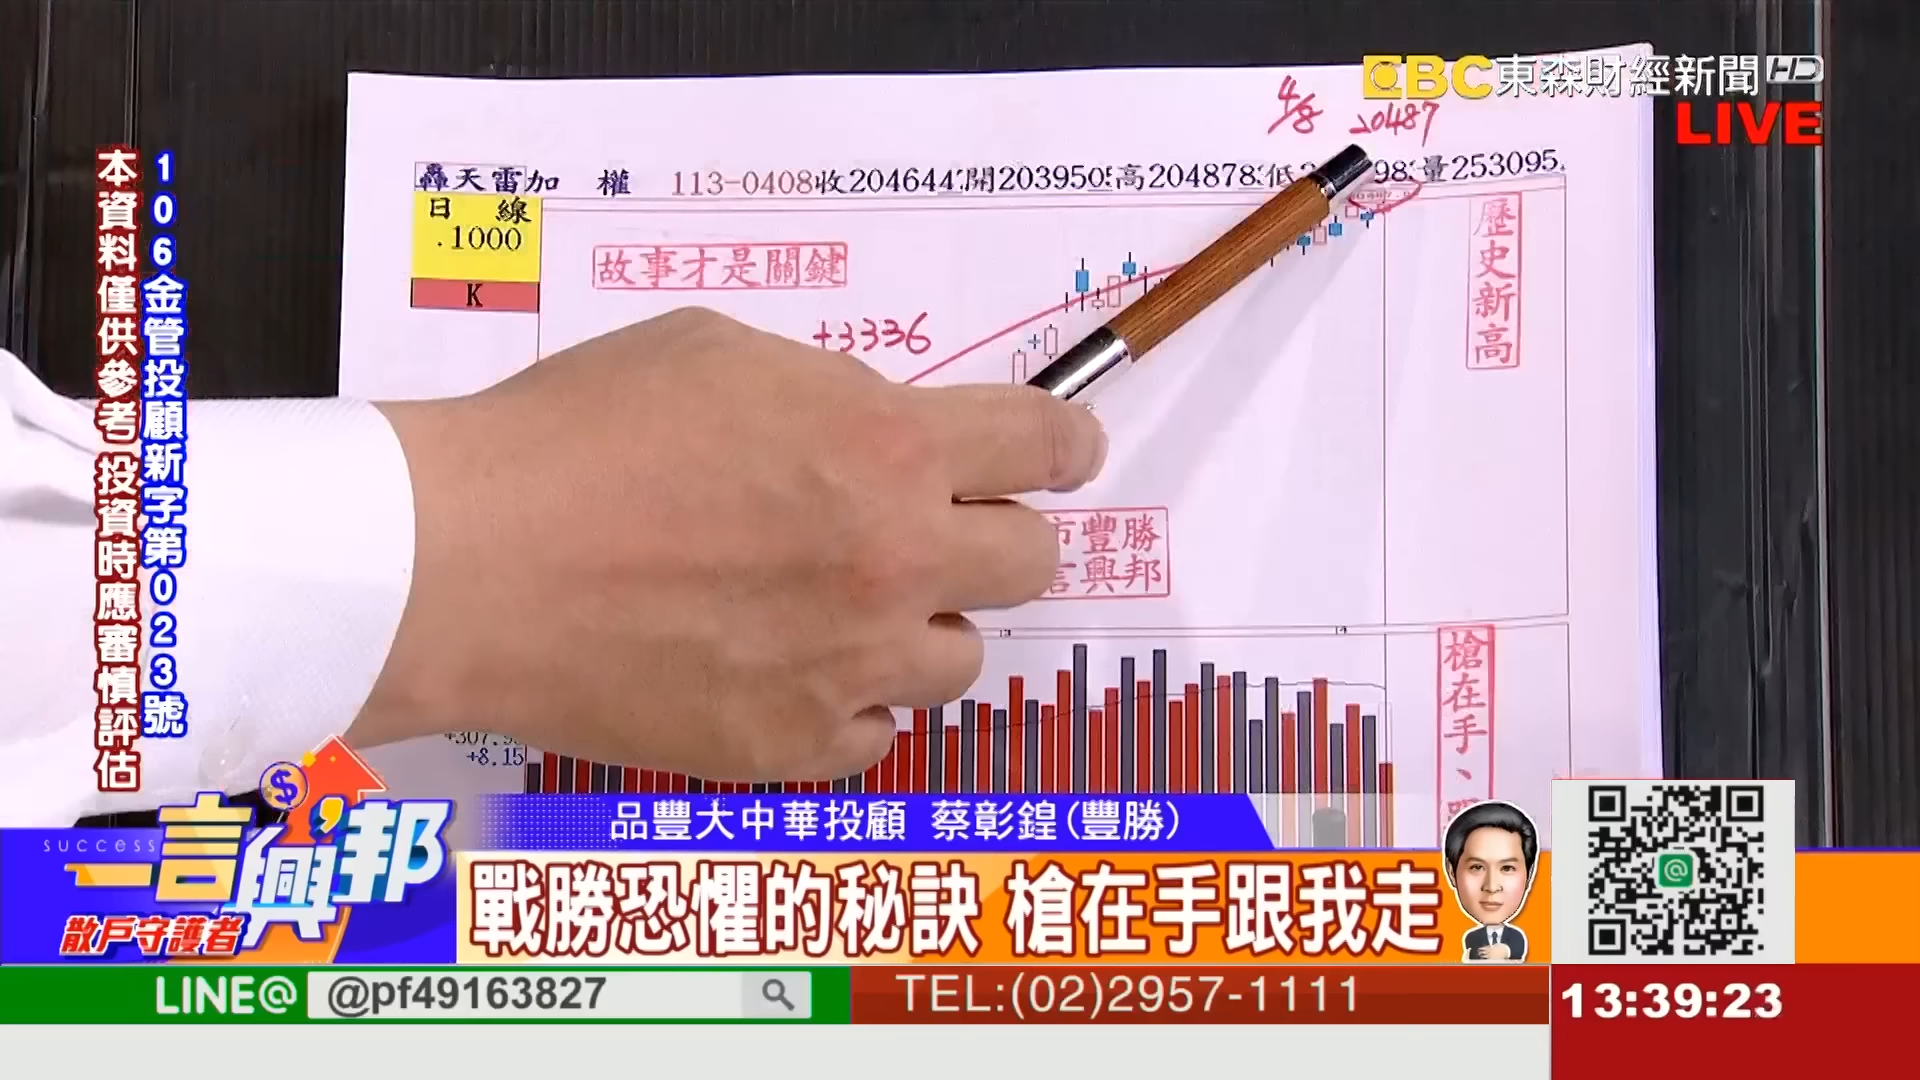 EBC東森財經新聞HD
LIVE
4/8 20487
轟天雷加 權 113-0408收20464.4開20395.0高20487.8低 98量253095.
日 線
.1000
K
故事才是關鍵
歷史新高
+3336
市豐勝
言興邦
槍在手、
+8.15
106金管投顧新字第023號
本資料僅供參考 投資時應審慎評估
success
一言興邦
散戶守護者
品豐大中華投顧 蔡彰鍠(豐勝)
戰勝恐懼的秘訣 槍在手跟我走
LINE@ @pf49163827
TEL:(02)2957-1111
13:39:23